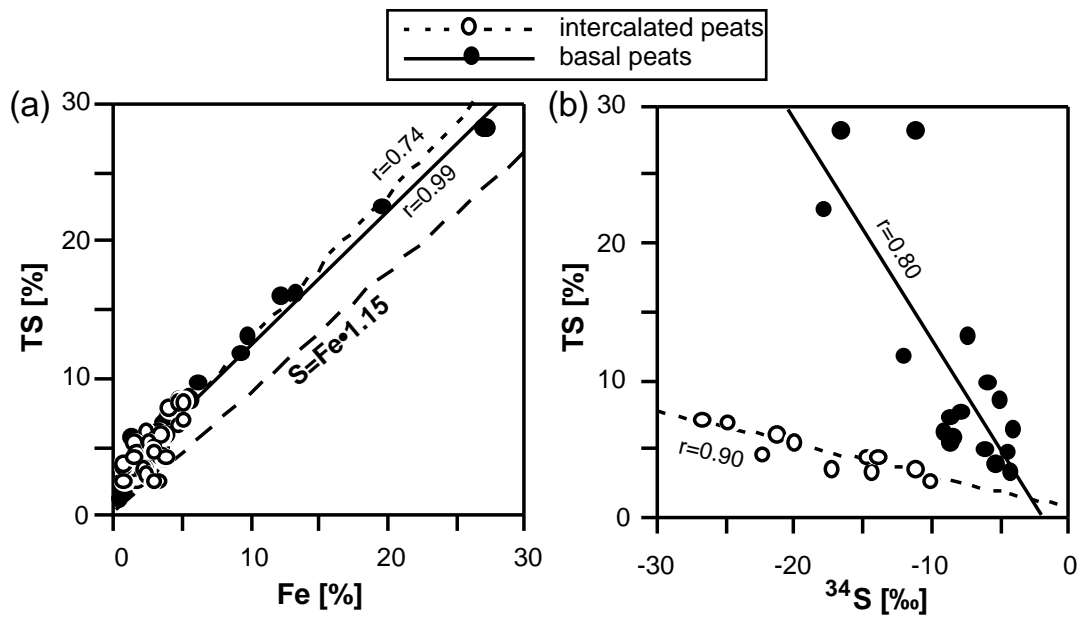 intercalated peats
basal peats
(a)
30
20
10
0
TS [%]
r=0.74
r=0.99
S=Fe•1.15
0 10 20 30
Fe [%]
(b)
30
20
10
0
TS [%]
r=0.80
r=0.90
-30 -20 -10 0
³⁴S [‰]